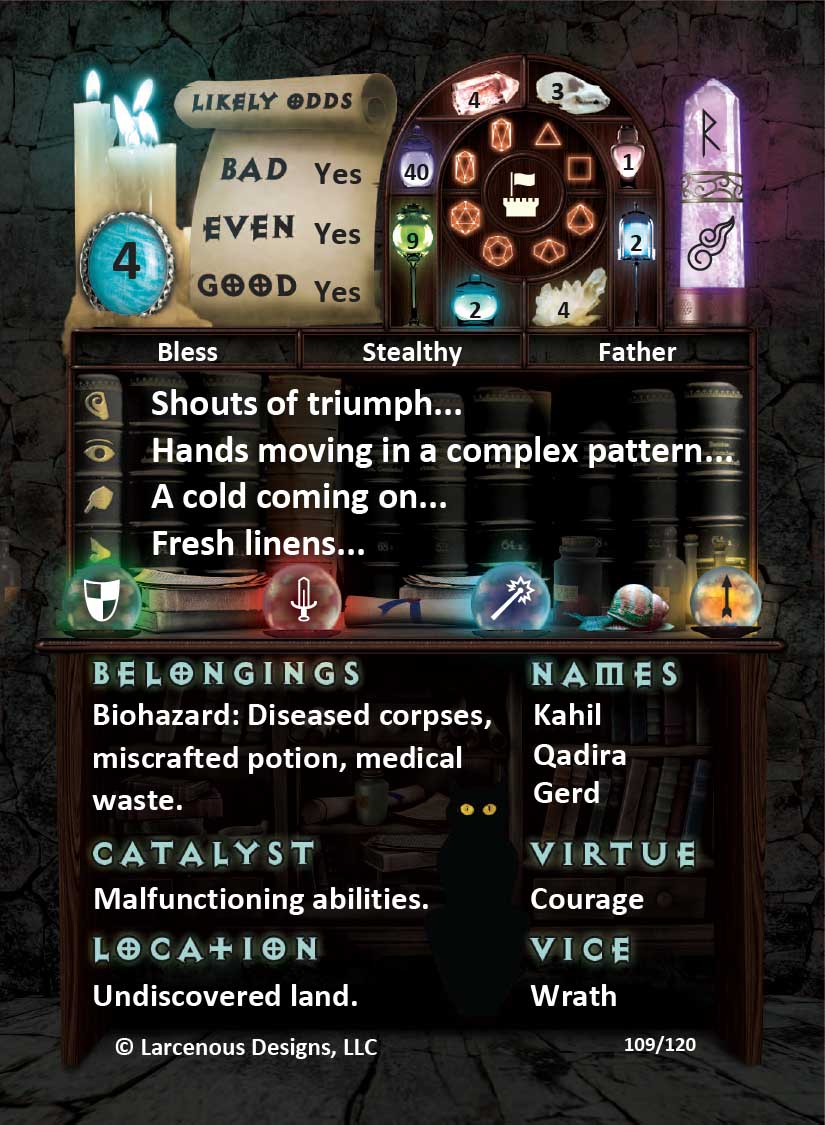 LIKELY ODDS
BAD Yes
EVEN Yes
GOOD Yes
4
4
3
40
1
9
2
2
4
Bless Stealthy Father
Shouts of triumph...
Hands moving in a complex pattern...
A cold coming on...
Fresh linens...
BELONGINGS
Biohazard: Diseased corpses,
miscrafted potion, medical
waste.
NAMES
Kahil
Qadira
Gerd
CATALYST
Malfunctioning abilities.
VIRTUE
Courage
LOCATION
Undiscovered land.
VICE
Wrath
© Larcenous Designs, LLC
109/120